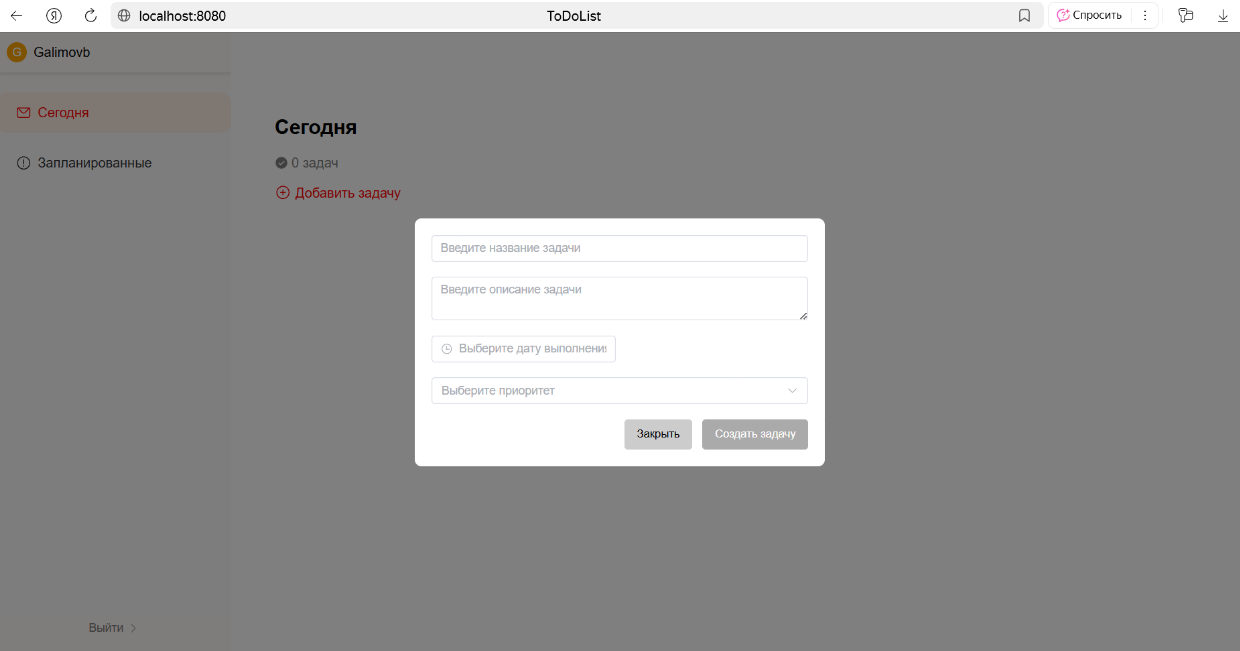 localhost:8080 ToDoList Спросить
G Galimovb
Сегодня
Запланированные
Сегодня
0 задач
Добавить задачу
Введите название задачи
Введите описание задачи
Выберите дату выполнения
Выберите приоритет
Закрыть Создать задачу
Выйти